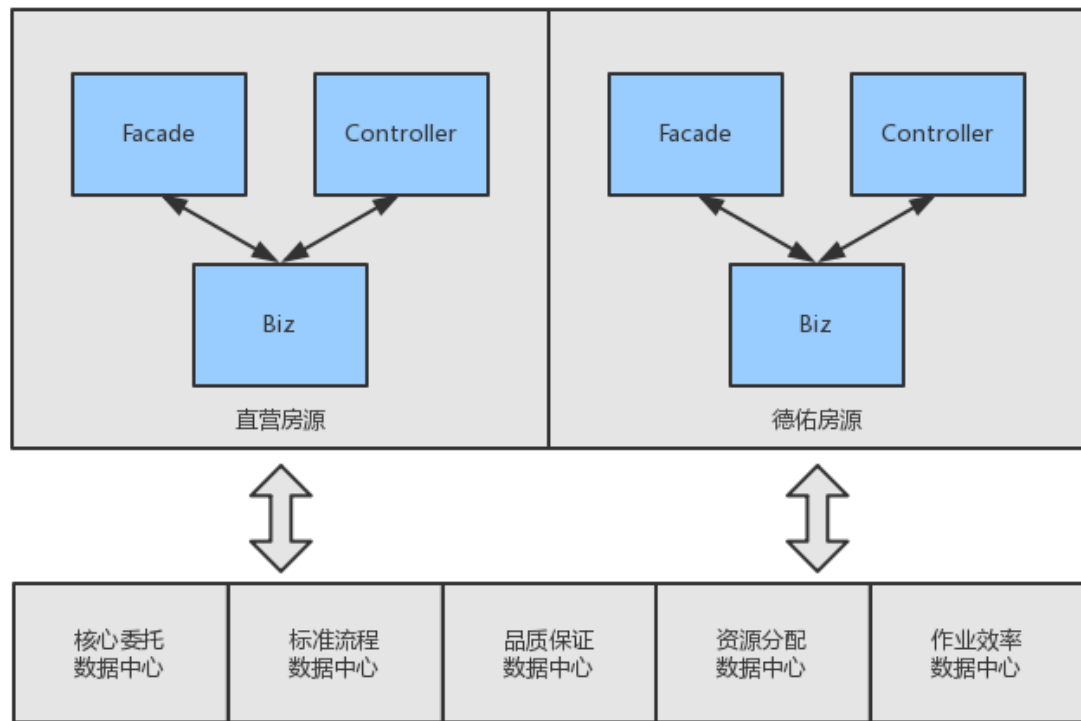 Facade
Controller
Biz
直营房源
Facade
Controller
Biz
德佑房源
核心委托
数据中心
标准流程
数据中心
品质保证
数据中心
资源分配
数据中心
作业效率
数据中心